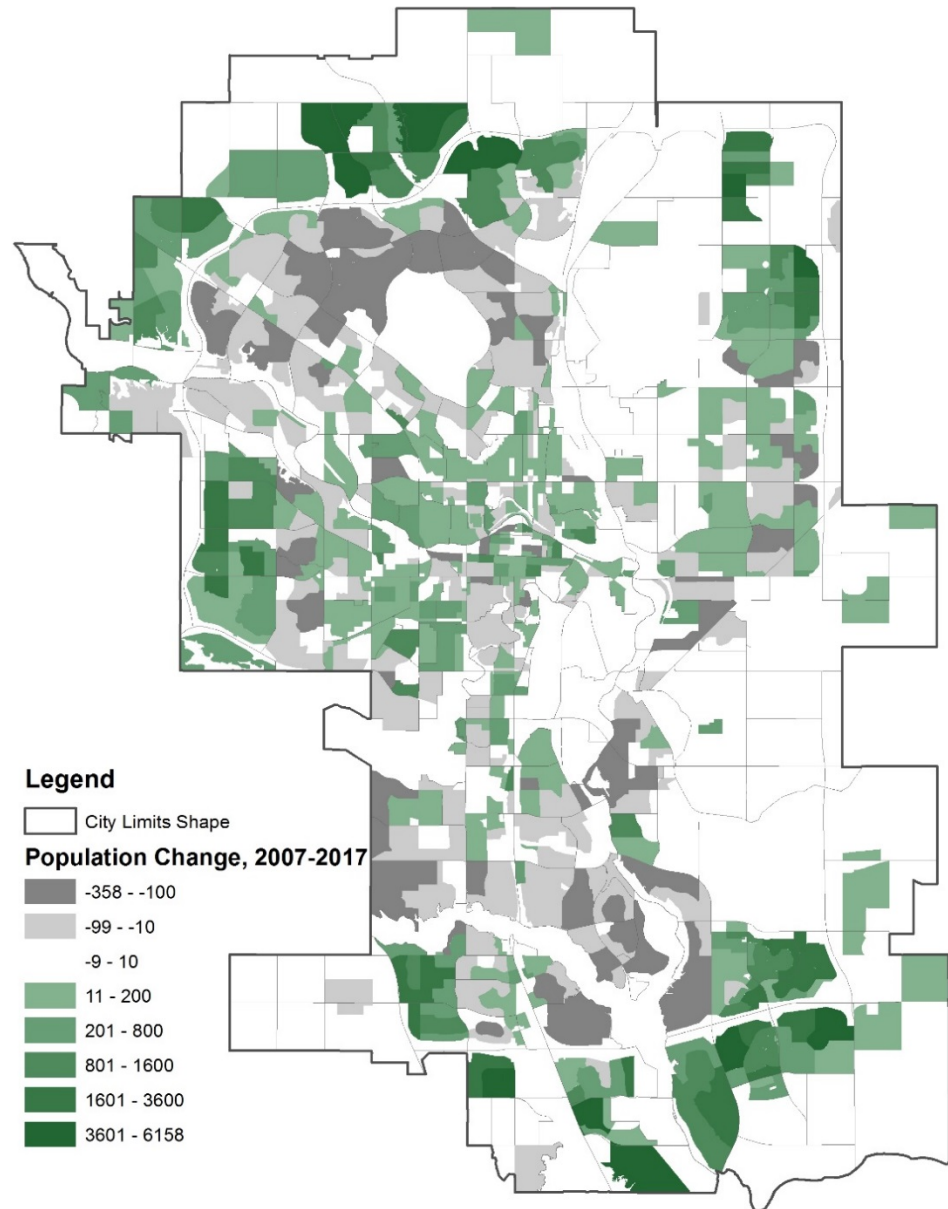 Legend
City Limits Shape
Population Change, 2007-2017
-358 - -100
-99 - -10
-9 - 10
11 - 200
201 - 800
801 - 1600
1601 - 3600
3601 - 6158